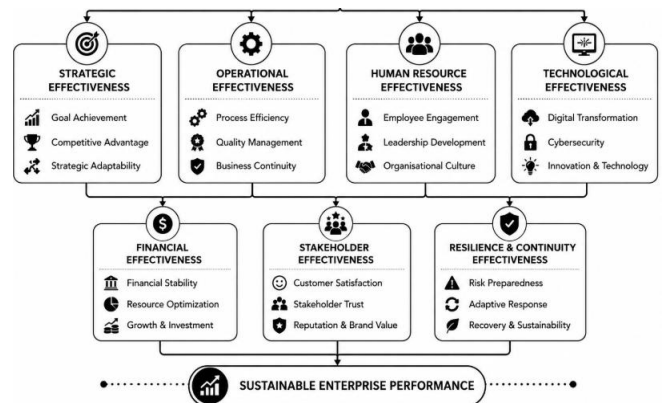 STRATEGIC
EFFECTIVENESS
Goal Achievement
Competitive Advantage
Strategic Adaptability
OPERATIONAL
EFFECTIVENESS
Process Efficiency
Quality Management
Business Continuity
HUMAN RESOURCE
EFFECTIVENESS
Employee Engagement
Leadership Development
Organisational Culture
TECHNOLOGICAL
EFFECTIVENESS
Digital Transformation
Cybersecurity
Innovation & Technology
$
FINANCIAL
EFFECTIVENESS
Financial Stability
Resource Optimization
Growth & Investment
STAKEHOLDER
EFFECTIVENESS
Customer Satisfaction
Stakeholder Trust
Reputation & Brand Value
RESILIENCE & CONTINUITY
EFFECTIVENESS
Risk Preparedness
Adaptive Response
Recovery & Sustainability
SUSTAINABLE ENTERPRISE PERFORMANCE